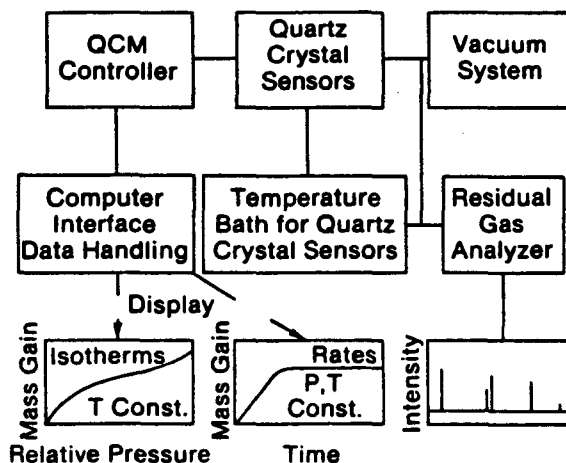 QCM
Controller
Quartz
Crystal
Sensors
Vacuum
System
Computer
Interface
Data Handling
Temperature
Bath for Quartz
Crystal Sensors
Residual
Gas
Analyzer
Display
Mass Gain
Isotherms
T Const.
Relative Pressure
Mass Gain
Rates
P,T
Const.
Time
Intensity